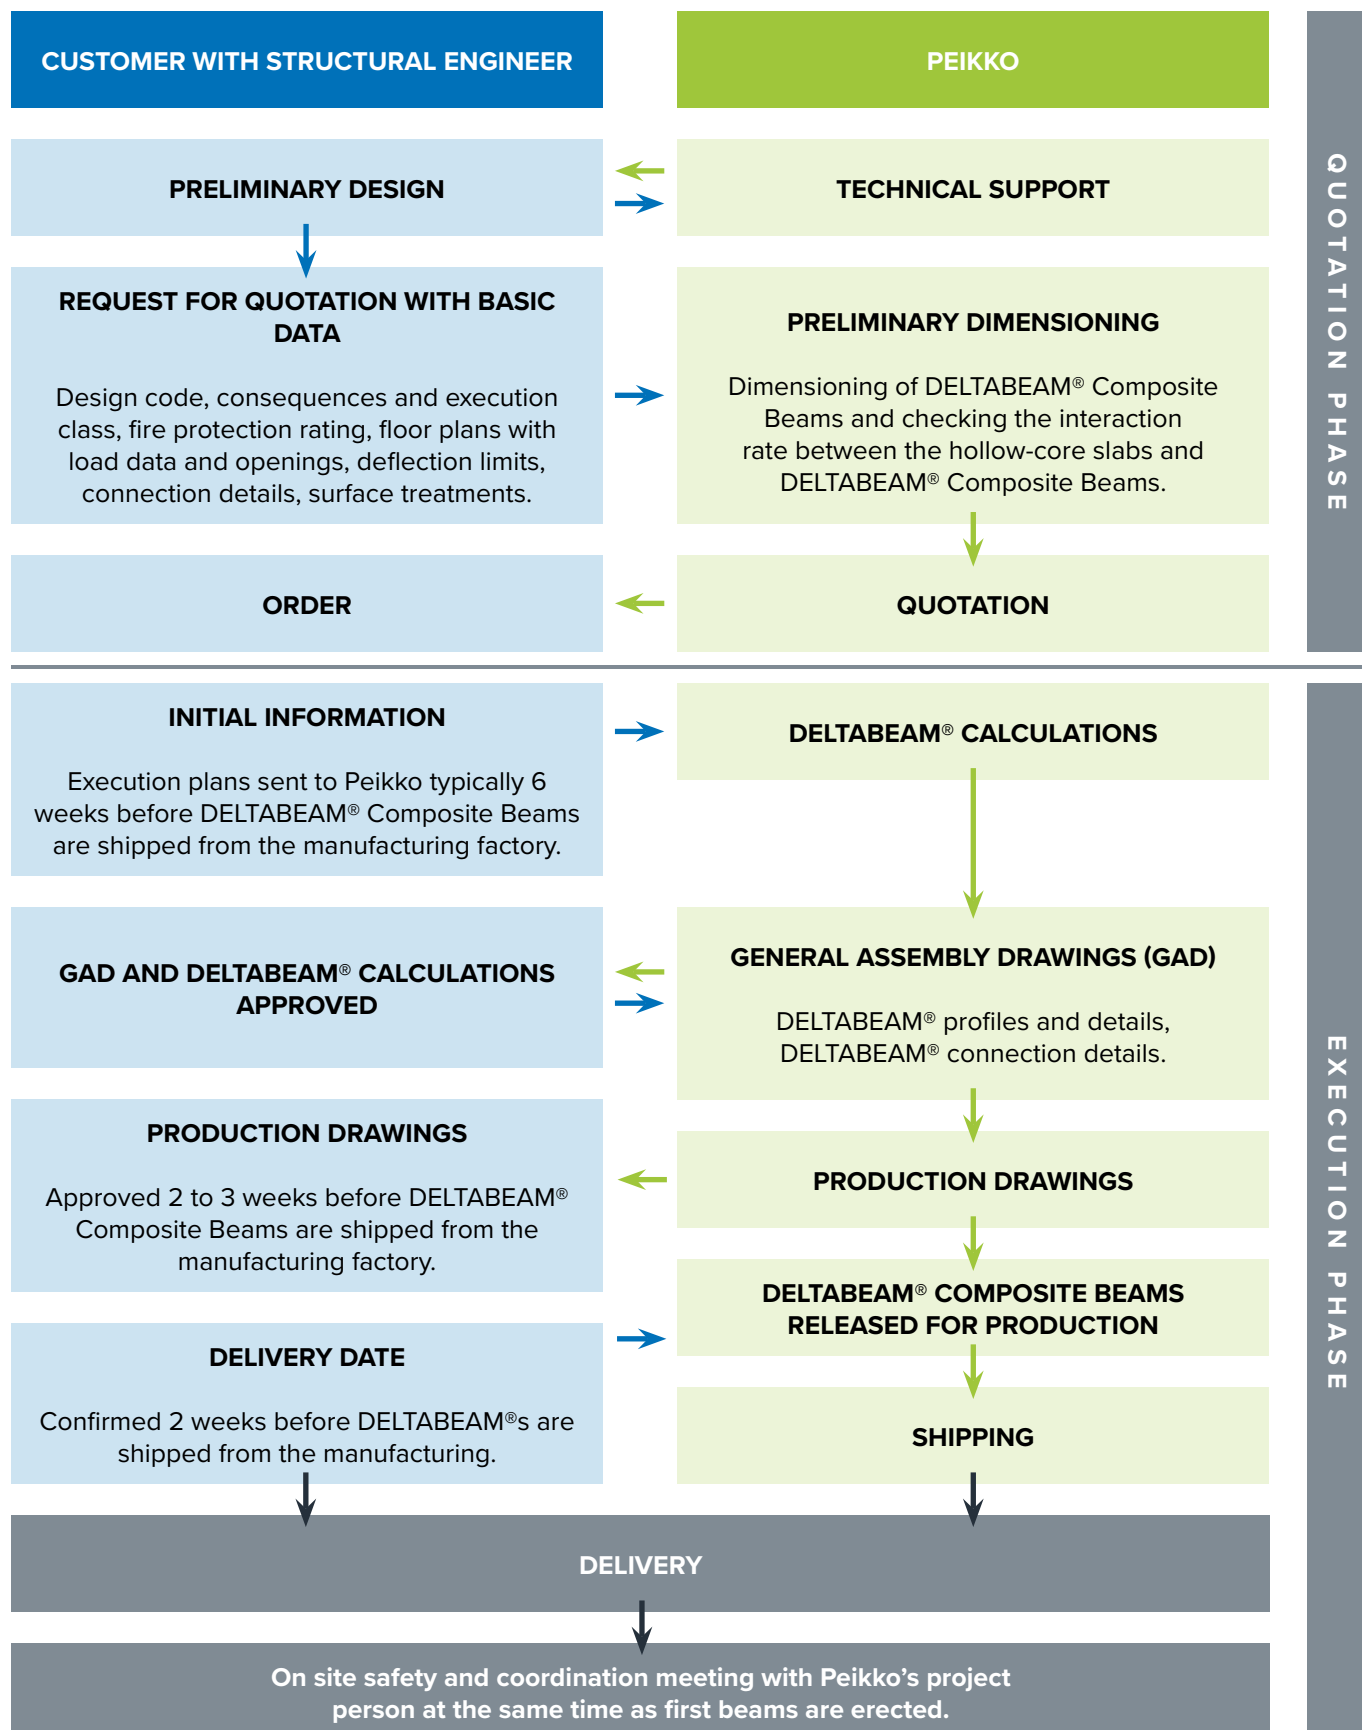 CUSTOMER WITH STRUCTURAL ENGINEER
PEIKKO
PRELIMINARY DESIGN
TECHNICAL SUPPORT
REQUEST FOR QUOTATION WITH BASIC
DATA
Design code, consequences and execution
class, fire protection rating, floor plans with
load data and openings, deflection limits,
connection details, surface treatments.
PRELIMINARY DIMENSIONING
Dimensioning of DELTABEAM® Composite
Beams and checking the interaction
rate between the hollow-core slabs and
DELTABEAM® Composite Beams.
ORDER
QUOTATION
QUOTATION PHASE
INITIAL INFORMATION
Execution plans sent to Peikko typically 6
weeks before DELTABEAM® Composite Beams
are shipped from the manufacturing factory.
DELTABEAM® CALCULATIONS
GAD AND DELTABEAM® CALCULATIONS
APPROVED
GENERAL ASSEMBLY DRAWINGS (GAD)
DELTABEAM® profiles and details,
DELTABEAM® connection details.
PRODUCTION DRAWINGS
Approved 2 to 3 weeks before DELTABEAM®
Composite Beams are shipped from the
manufacturing factory.
PRODUCTION DRAWINGS
DELTABEAM® COMPOSITE BEAMS
RELEASED FOR PRODUCTION
DELIVERY DATE
Confirmed 2 weeks before DELTABEAM®s are
shipped from the manufacturing.
SHIPPING
EXECUTION PHASE
DELIVERY
On site safety and coordination meeting with Peikko's project
person at the same time as first beams are erected.